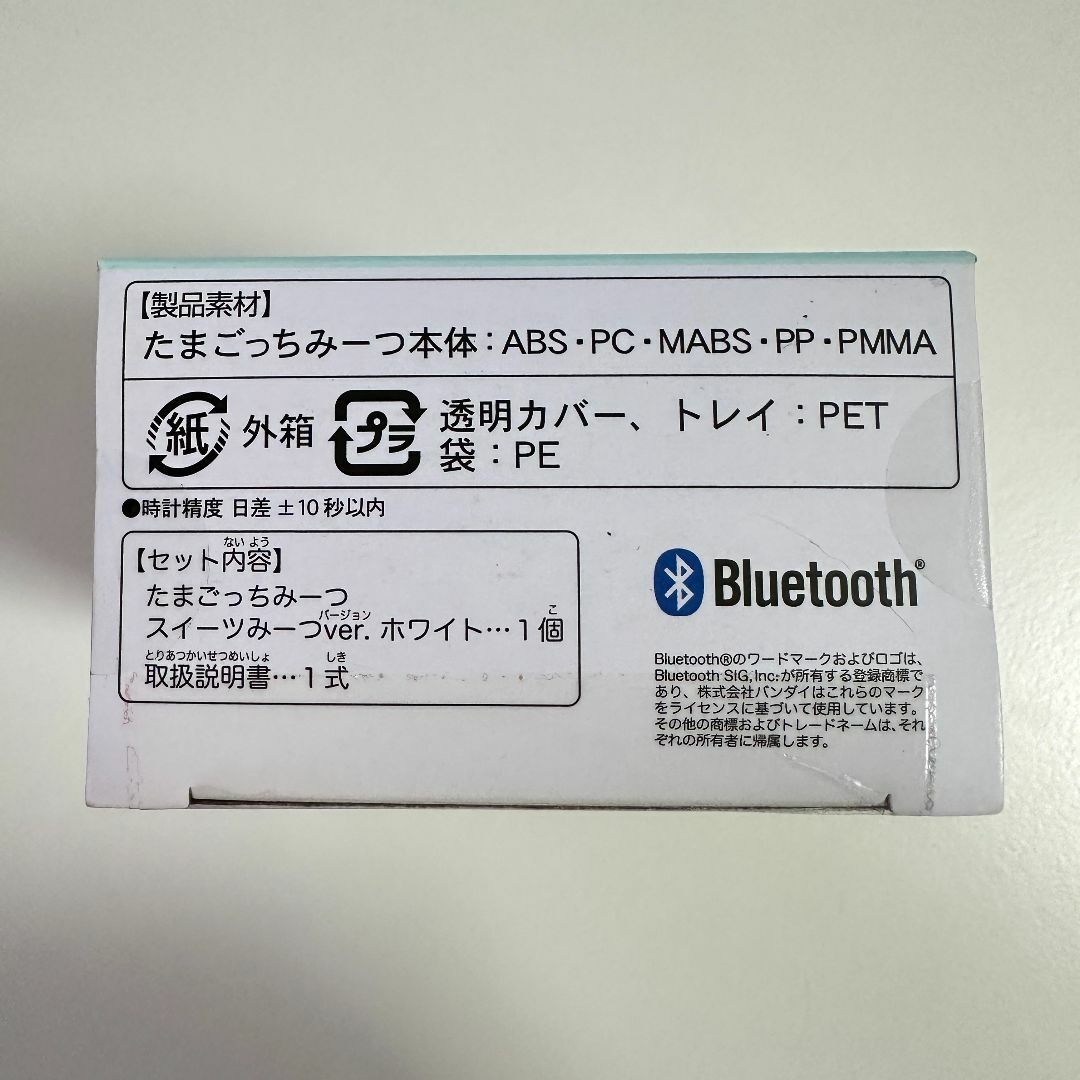 【製品素材】
たまごっちみーつ本体：ABS・PC・MABS・PP・PMMA
紙 外箱 プラ 透明カバー、トレイ：PET
袋：PE
●時計精度 日差 ±10秒以内
【セット内容】
ない よう
たまごっちみーつ
バージョン
スイーツみーつver. ホワイト…1個
こ
とりあつかいせつめいしょ しき
取扱説明書…1式
Bluetooth®
Bluetooth®のワードマークおよびロゴは、
Bluetooth SIG,Inc.が所有する登録商標で
あり、株式会社バンダイはこれらのマーク
をライセンスに基づいて使用しています。
その他の商標およびトレードネームは、それ
ぞれの所有者に帰属します。